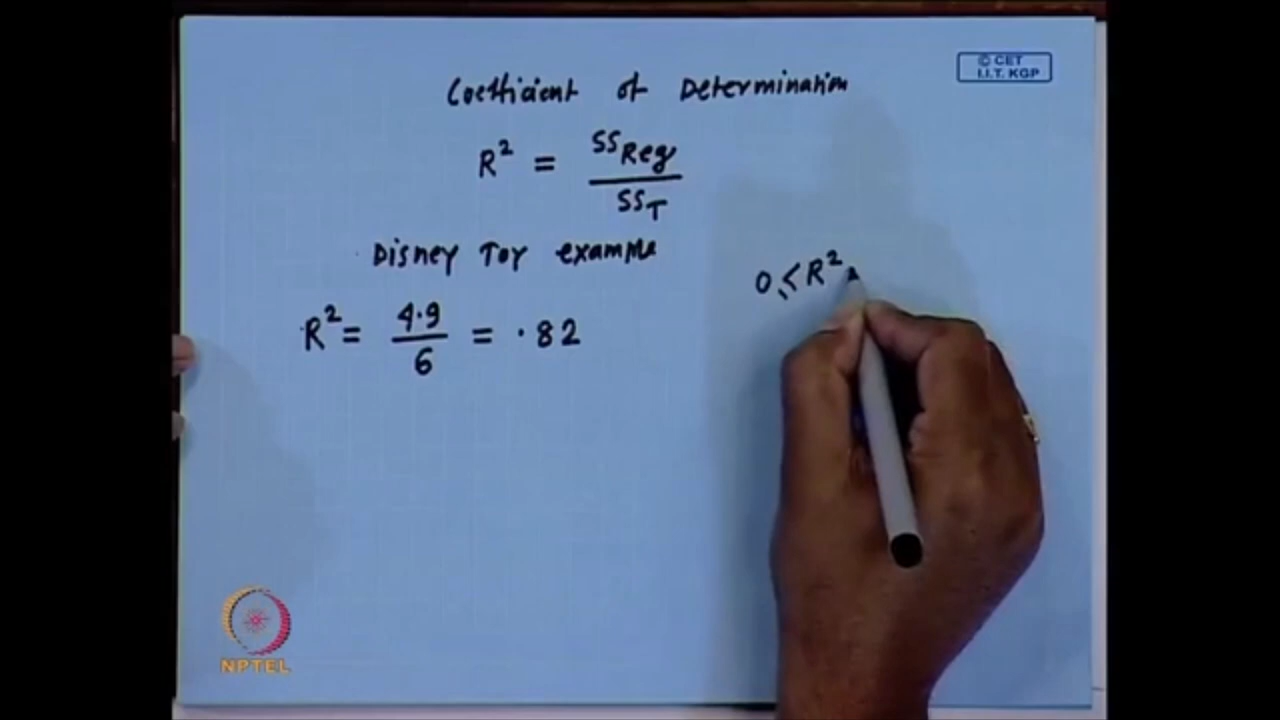 © CET
I.I.T. KGP
Coefficient of Determination
R² = SSReg / SST
Disney Toy example
R² = 4.9 / 6 = .82
0 ≤ R²
NPTEL